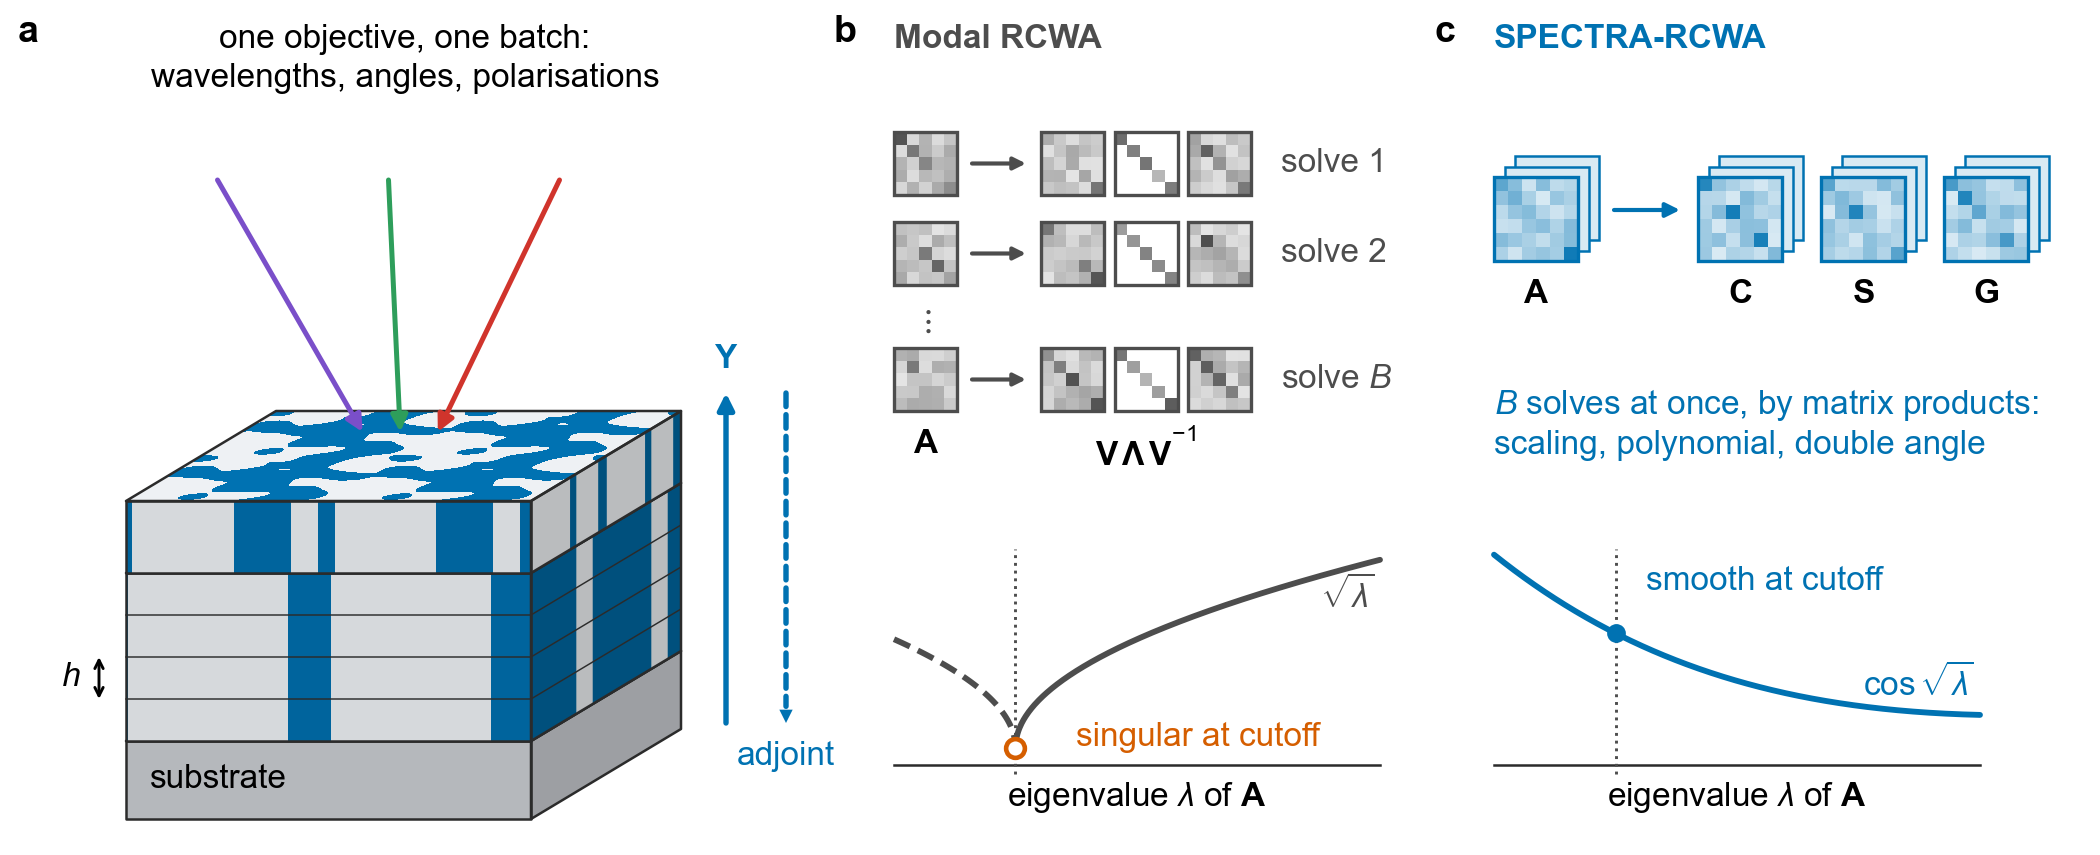 a
one objective, one batch:
wavelengths, angles, polarisations
Y
h
adjoint
substrate
b
Modal RCWA
solve 1
solve 2
⋮
solve B
A
VΛV⁻¹
√λ
singular at cutoff
eigenvalue λ of A
c
SPECTRA-RCWA
A
C
S
G
B solves at once, by matrix products:
scaling, polynomial, double angle
smooth at cutoff
cos √λ
eigenvalue λ of A